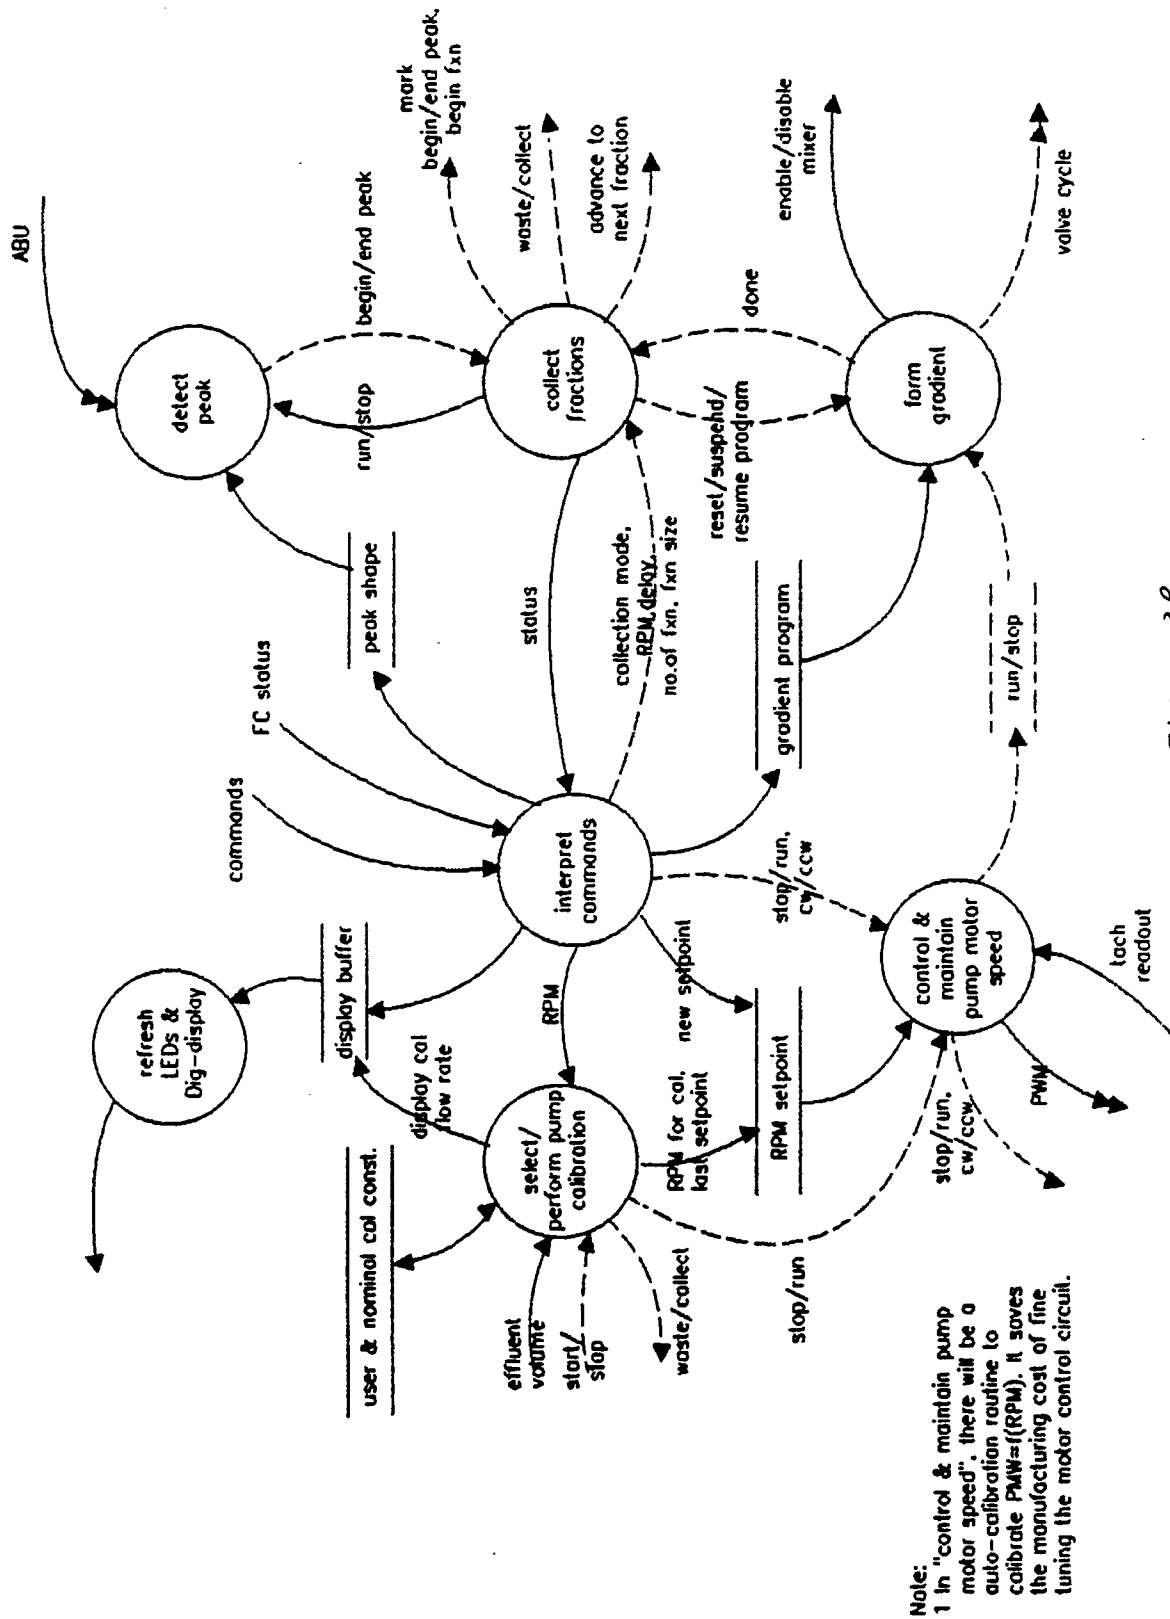 ABU
detect
peak
begin/end peak
run/stop
mark
begin/end peak,
begin fxn
waste/collect
advance to
next fraction
collect
fractions
done
reset/suspend/
resume program
form
gradient
enable/disable
mixer
valve cycle
peak shape
FC status
commands
status
collection mode,
RPM, delay,
no.of fxn, fxn size
gradient program
run/stop
interpret
commands
stop/run,
cw/ccw
new setpoint
RPM
display buffer
refresh
LEDs &
Dig-display
display cal
flow rate
user & nominal cal const.
select/
perform pump
calibration
RPM for cal,
last setpoint
RPM setpoint
control &
maintain
pump motor
speed
tach
readout
PWM
stop/run,
cw/ccw
stop/run
effluent
volume
start/
stop
waste/collect
Note:
1 In "control & maintain pump
motor speed", there will be a
auto-calibration routine to
calibrate PMW=f(RPM). It saves
the manufacturing cost of fine
tuning the motor control circuit.